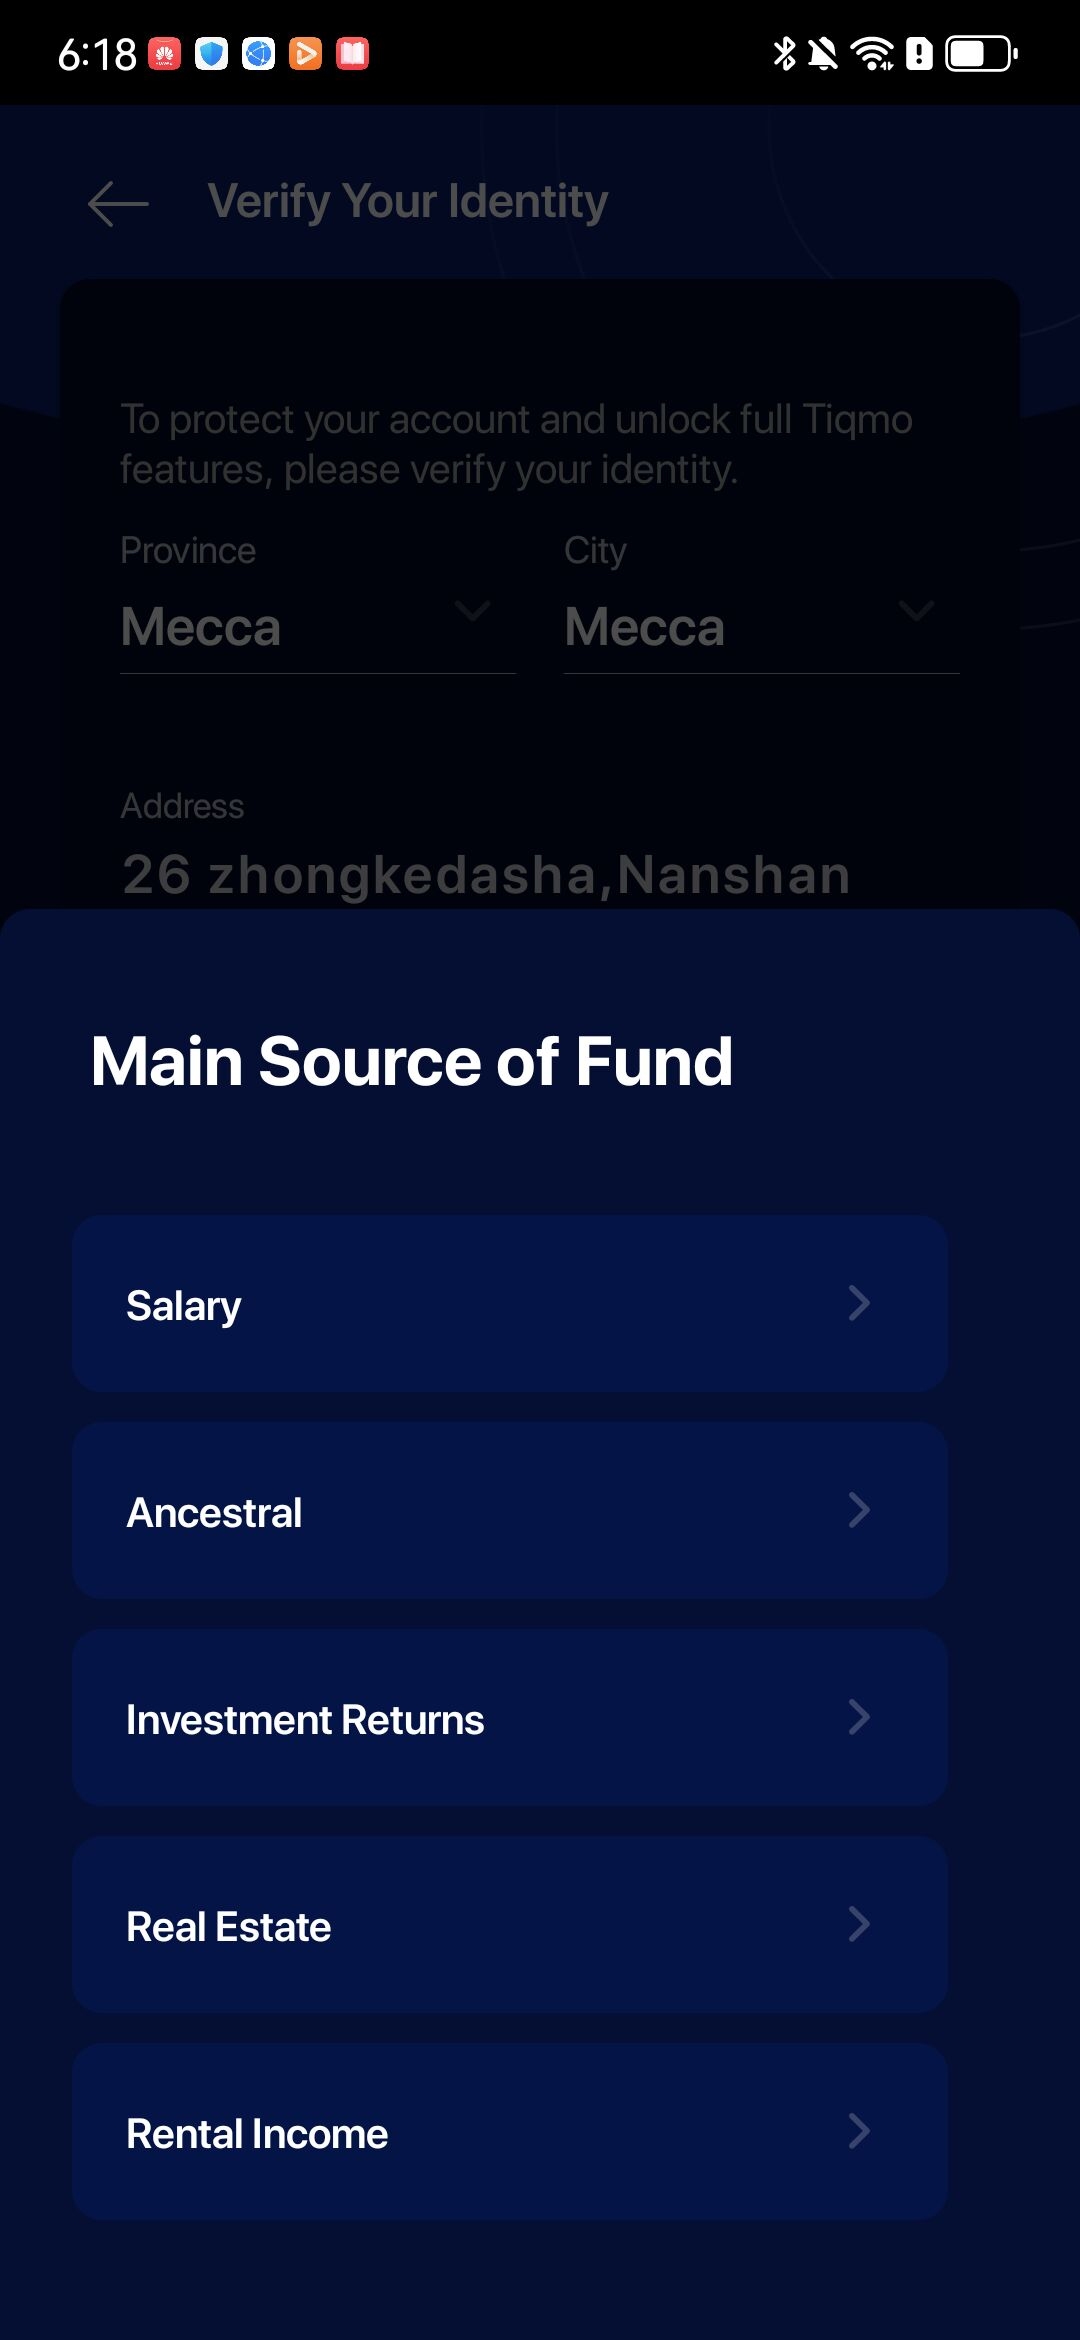 6:18
Verify Your Identity
To protect your account and unlock full Tiqmo
features, please verify your identity.
Province
City
Mecca
Mecca
Address
26 zhongkedasha,Nanshan
Main Source of Fund
Salary
Ancestral
Investment Returns
Real Estate
Rental Income